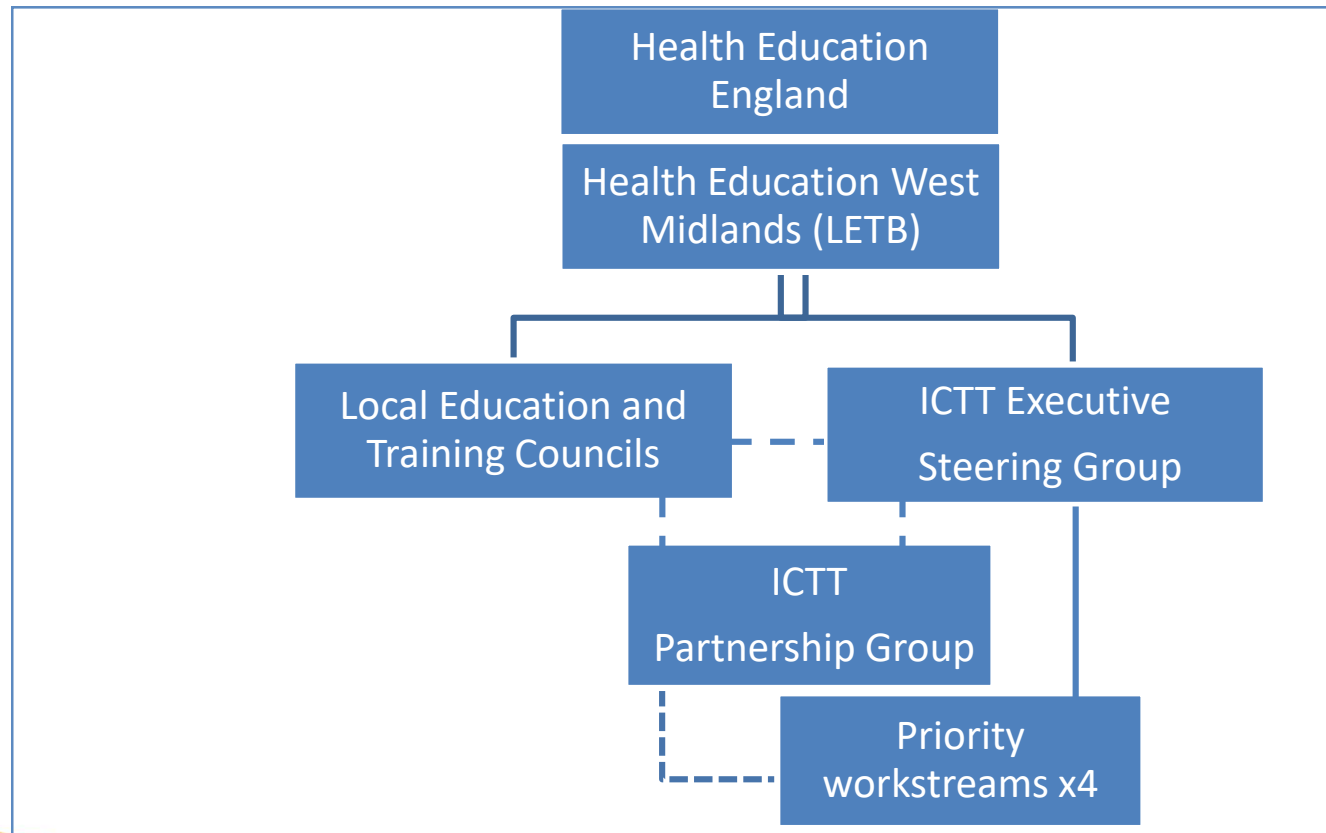 Health Education
England
Health Education West
Midlands (LETB)
Local Education and
Training Councils
ICTT Executive
Steering Group
ICTT
Partnership Group
Priority
workstreams x4